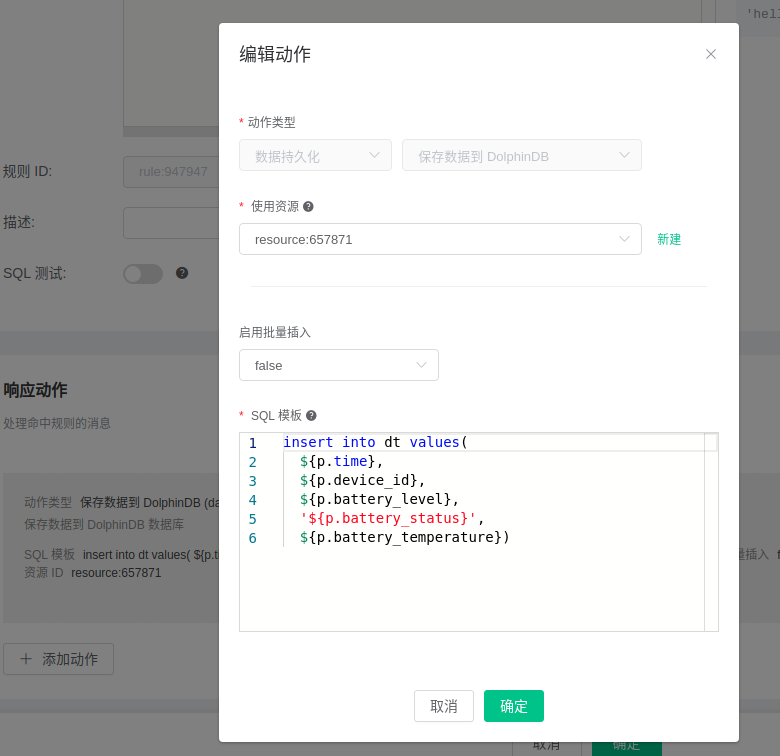 'hel
编辑动作
* 动作类型
数据持久化
保存数据到 DolphinDB
规则 ID:
rule:947947
* 使用资源
描述:
resource:657871
新建
SQL 测试:
启用批量插入
false
响应动作
* SQL 模板
处理命中规则的消息
1 insert into dt values(
2 ${p.time},
3 ${p.device_id},
4 ${p.battery_level},
5 '${p.battery_status}',
6 ${p.battery_temperature})
动作类型 保存数据到 DolphinDB (da
保存数据到 DolphinDB 数据库
SQL 模板 insert into dt values( ${p.t
量插入 f
资源 ID resource:657871
+ 添加动作
取消
确定
取消
确定